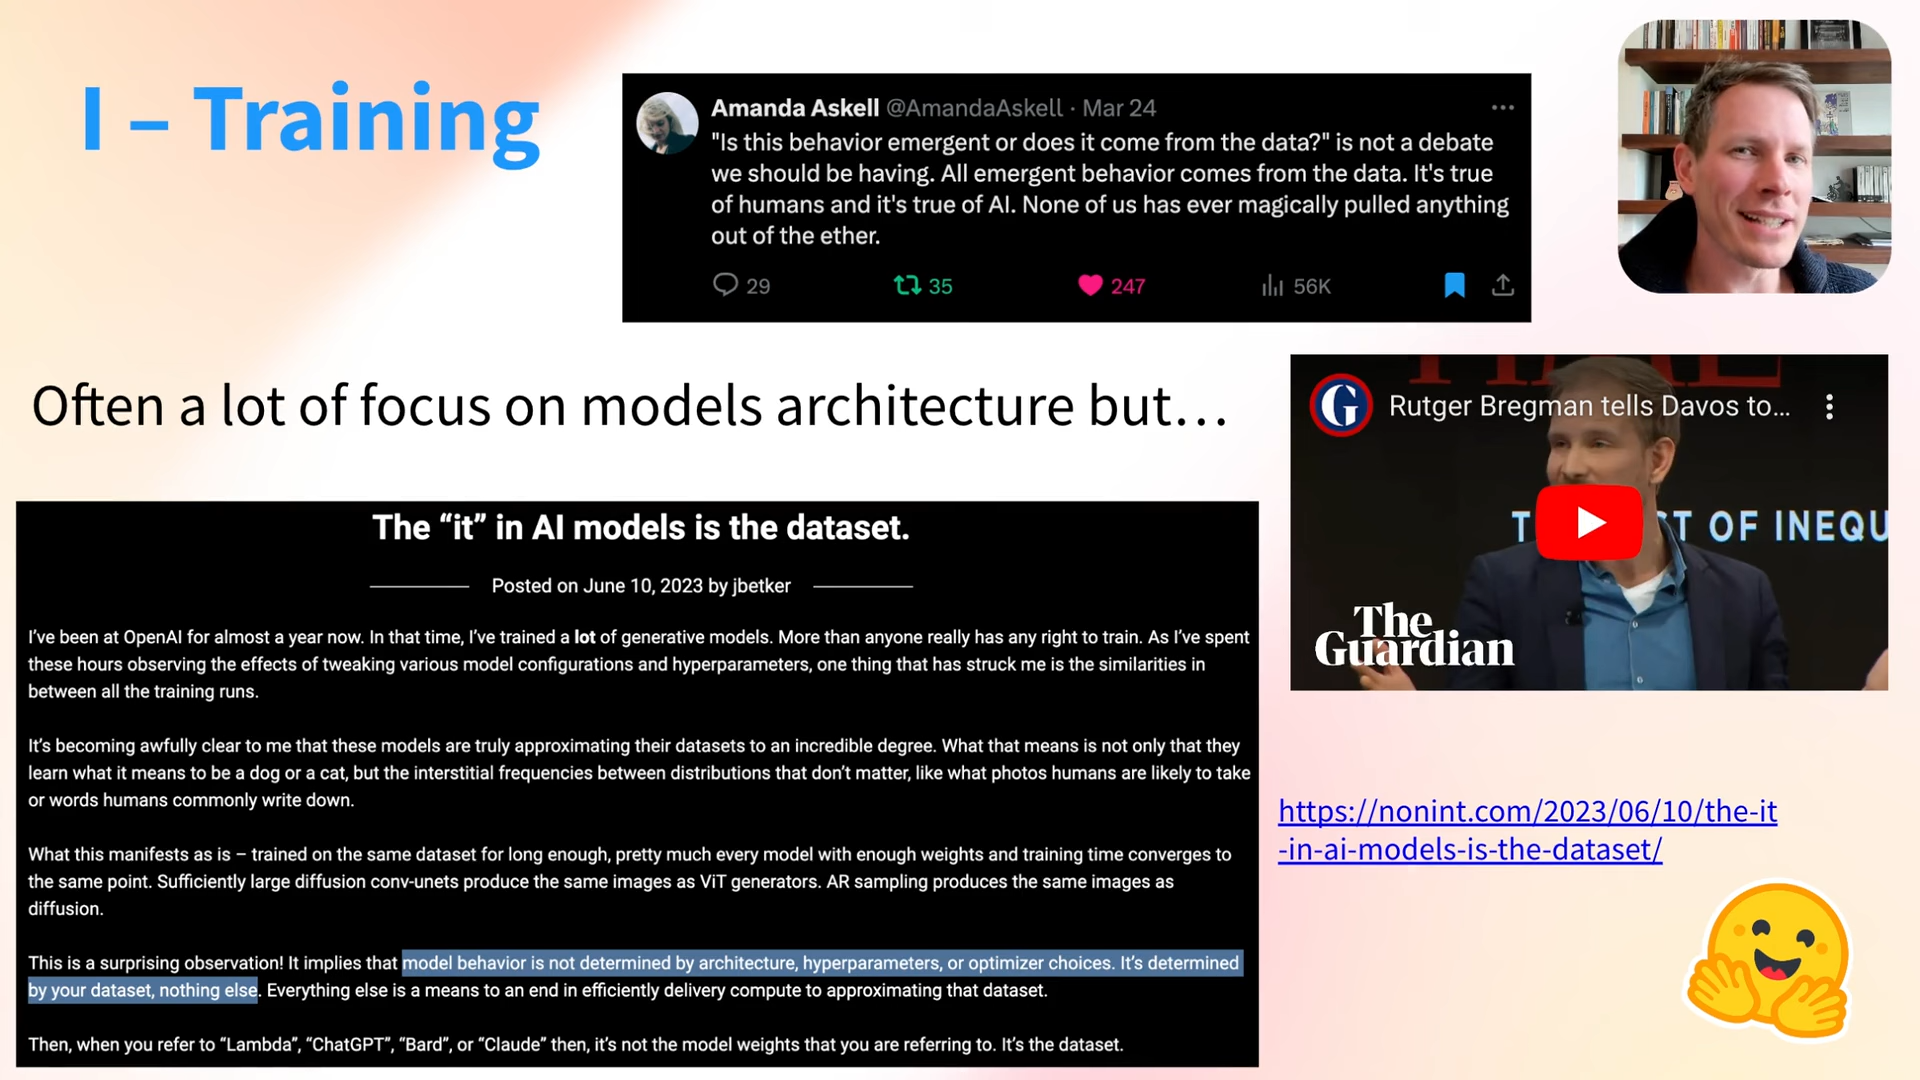 I – Training
Amanda Askell @AmandaAskell · Mar 24
"Is this behavior emergent or does it come from the data?" is not a debate
we should be having. All emergent behavior comes from the data. It's true
of humans and it's true of AI. None of us has ever magically pulled anything
out of the ether.
29 35 247 56K
Often a lot of focus on models architecture but…
G Rutger Bregman tells Davos to...
T ST OF INEQU
The
Guardian
The “it” in AI models is the dataset.
Posted on June 10, 2023 by jbetker
I’ve been at OpenAI for almost a year now. In that time, I’ve trained a lot of generative models. More than anyone really has any right to train. As I’ve spent
these hours observing the effects of tweaking various model configurations and hyperparameters, one thing that has struck me is the similarities in
between all the training runs.
It’s becoming awfully clear to me that these models are truly approximating their datasets to an incredible degree. What that means is not only that they
learn what it means to be a dog or a cat, but the interstitial frequencies between distributions that don’t matter, like what photos humans are likely to take
or words humans commonly write down.
What this manifests as is – trained on the same dataset for long enough, pretty much every model with enough weights and training time converges to
the same point. Sufficiently large diffusion conv-unets produce the same images as ViT generators. AR sampling produces the same images as
diffusion.
This is a surprising observation! It implies that model behavior is not determined by architecture, hyperparameters, or optimizer choices. It’s determined
by your dataset, nothing else. Everything else is a means to an end in efficiently delivery compute to approximating that dataset.
Then, when you refer to “Lambda”, “ChatGPT”, “Bard”, or “Claude” then, it’s not the model weights that you are referring to. It’s the dataset.
https://nonint.com/2023/06/10/the-it
-in-ai-models-is-the-dataset/